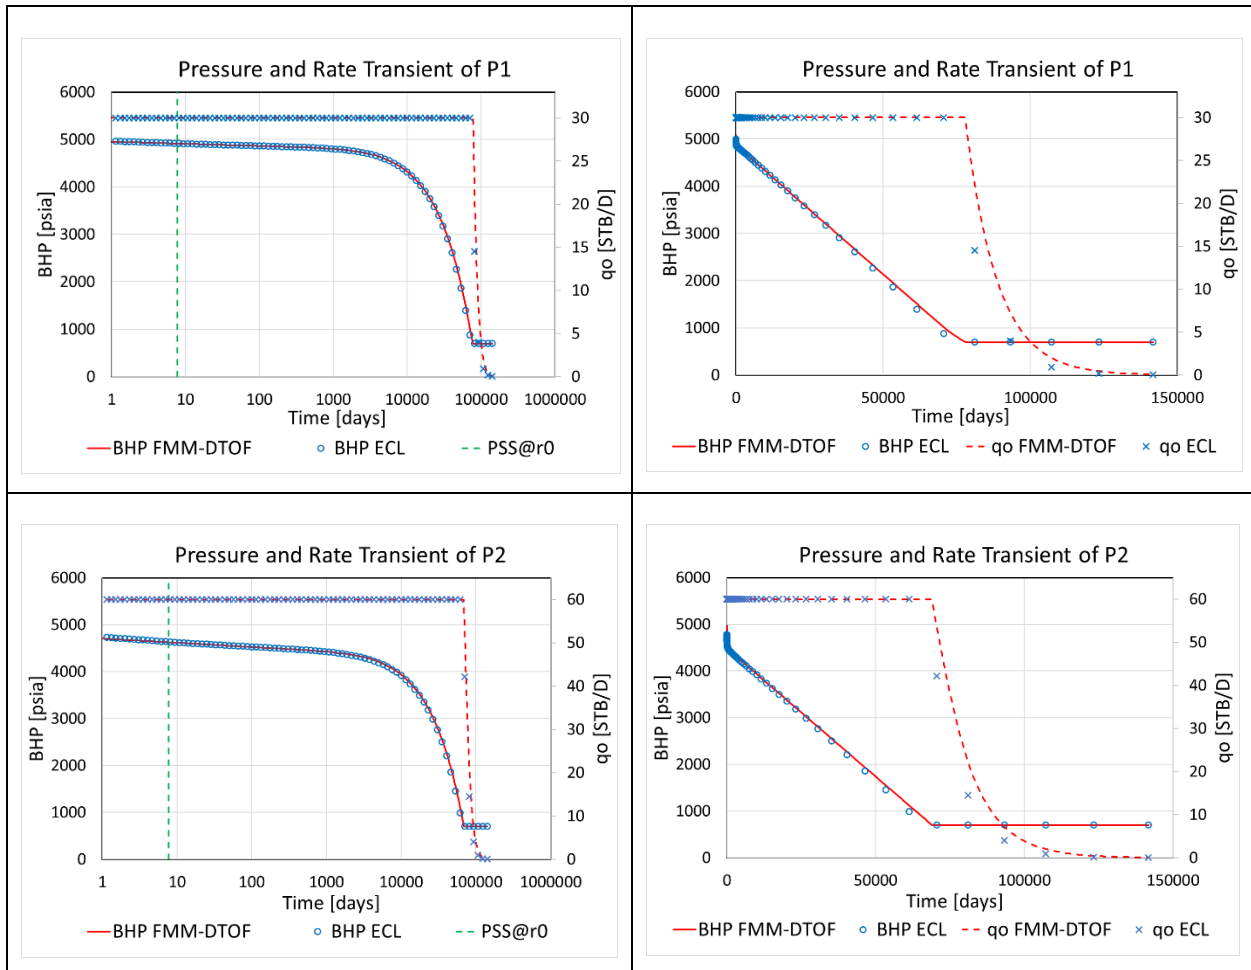 Pressure and Rate Transient of P1
6000
5000
4000
3000
2000
1000
0
BHP [psia]
30
25
20
15
10
5
0
qo [STB/D]
1 10 100 1000 10000 100000 1000000
Time [days]
BHP FMM-DTOF BHP ECL PSS@r0
Pressure and Rate Transient of P1
6000
5000
4000
3000
2000
1000
0
BHP [psia]
30
25
20
15
10
5
0
qo [STB/D]
0 50000 100000 150000
Time [days]
BHP FMM-DTOF BHP ECL qo FMM-DTOF qo ECL
Pressure and Rate Transient of P2
6000
5000
4000
3000
2000
1000
0
BHP [psia]
60
50
40
30
20
10
0
qo [STB/D]
1 10 100 1000 10000 100000 1000000
Time [days]
BHP FMM-DTOF BHP ECL PSS@r0
Pressure and Rate Transient of P2
6000
5000
4000
3000
2000
1000
0
BHP [psia]
60
50
40
30
20
10
0
qo [STB/D]
0 50000 100000 150000
Time [days]
BHP FMM-DTOF BHP ECL qo FMM-DTOF qo ECL